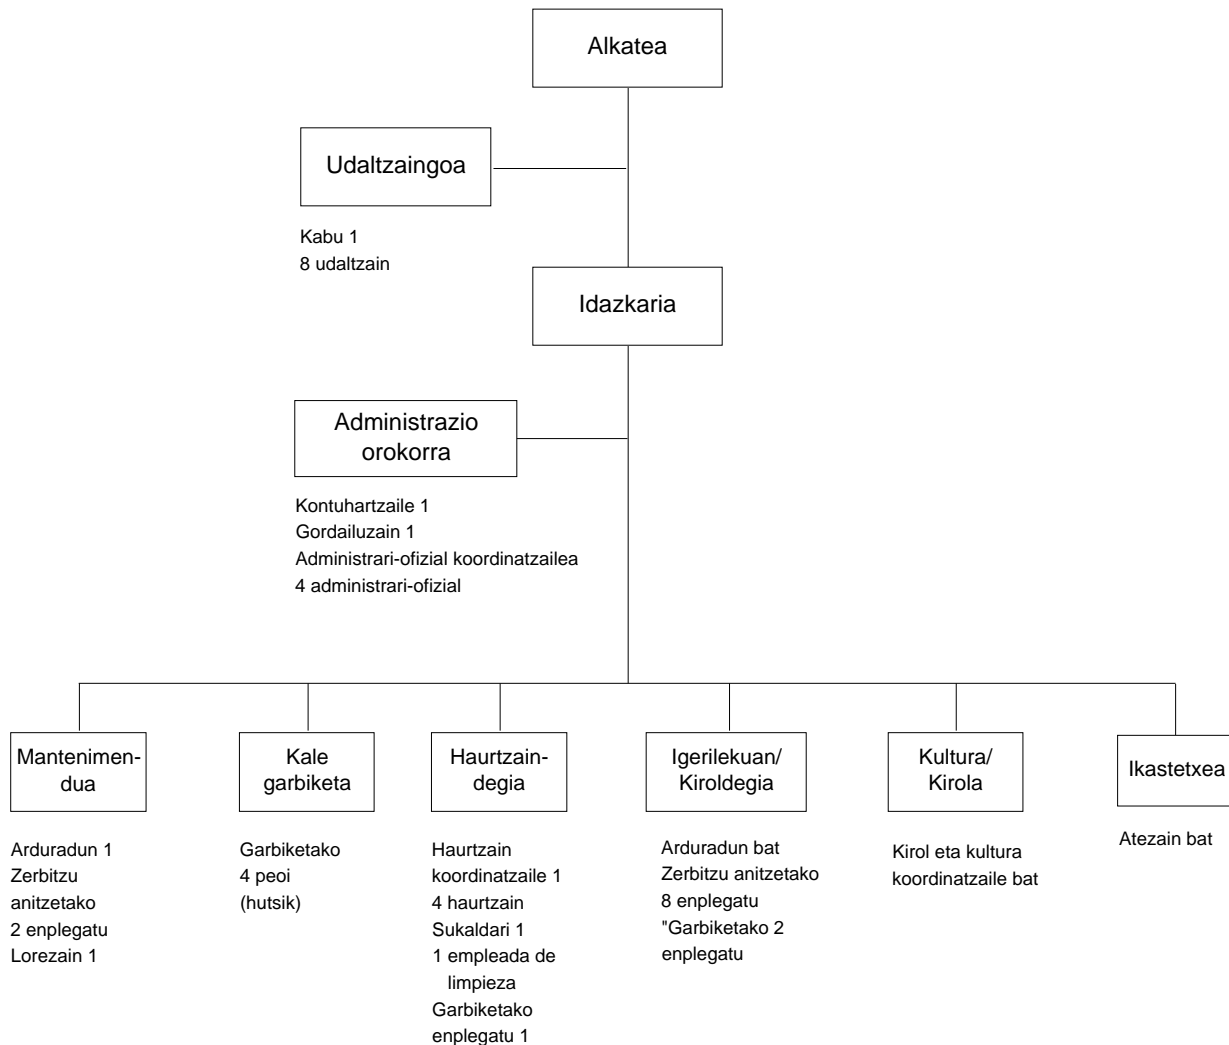 Alkatea
Udaltzaingoa
Kabu 1
8 udaltzain
Idazkaria
Administrazio
orokorra
Kontuhartzaile 1
Gordailuzain 1
Administrari-ofizial koordinatzailea
4 administrari-ofizial
Mantenimen-
dua
Arduradun 1
Zerbitzu
anitzetako
2 enplegatu
Lorezain 1
Kale
garbiketa
Garbiketako
4 peoi
(hutsik)
Haurtzain-
degia
Haurtzain
koordinatzaile 1
4 haurtzain
Sukaldari 1
1 empleada de
limpieza
Garbiketako
enplegatu 1
Igerilekuan/
Kiroldegia
Arduradun bat
Zerbitzu anitzetako
8 enplegatu
"Garbiketako 2
enplegatu
Kultura/
Kirola
Kirol eta kultura
koordinatzaile bat
Ikastetxea
Atezain bat